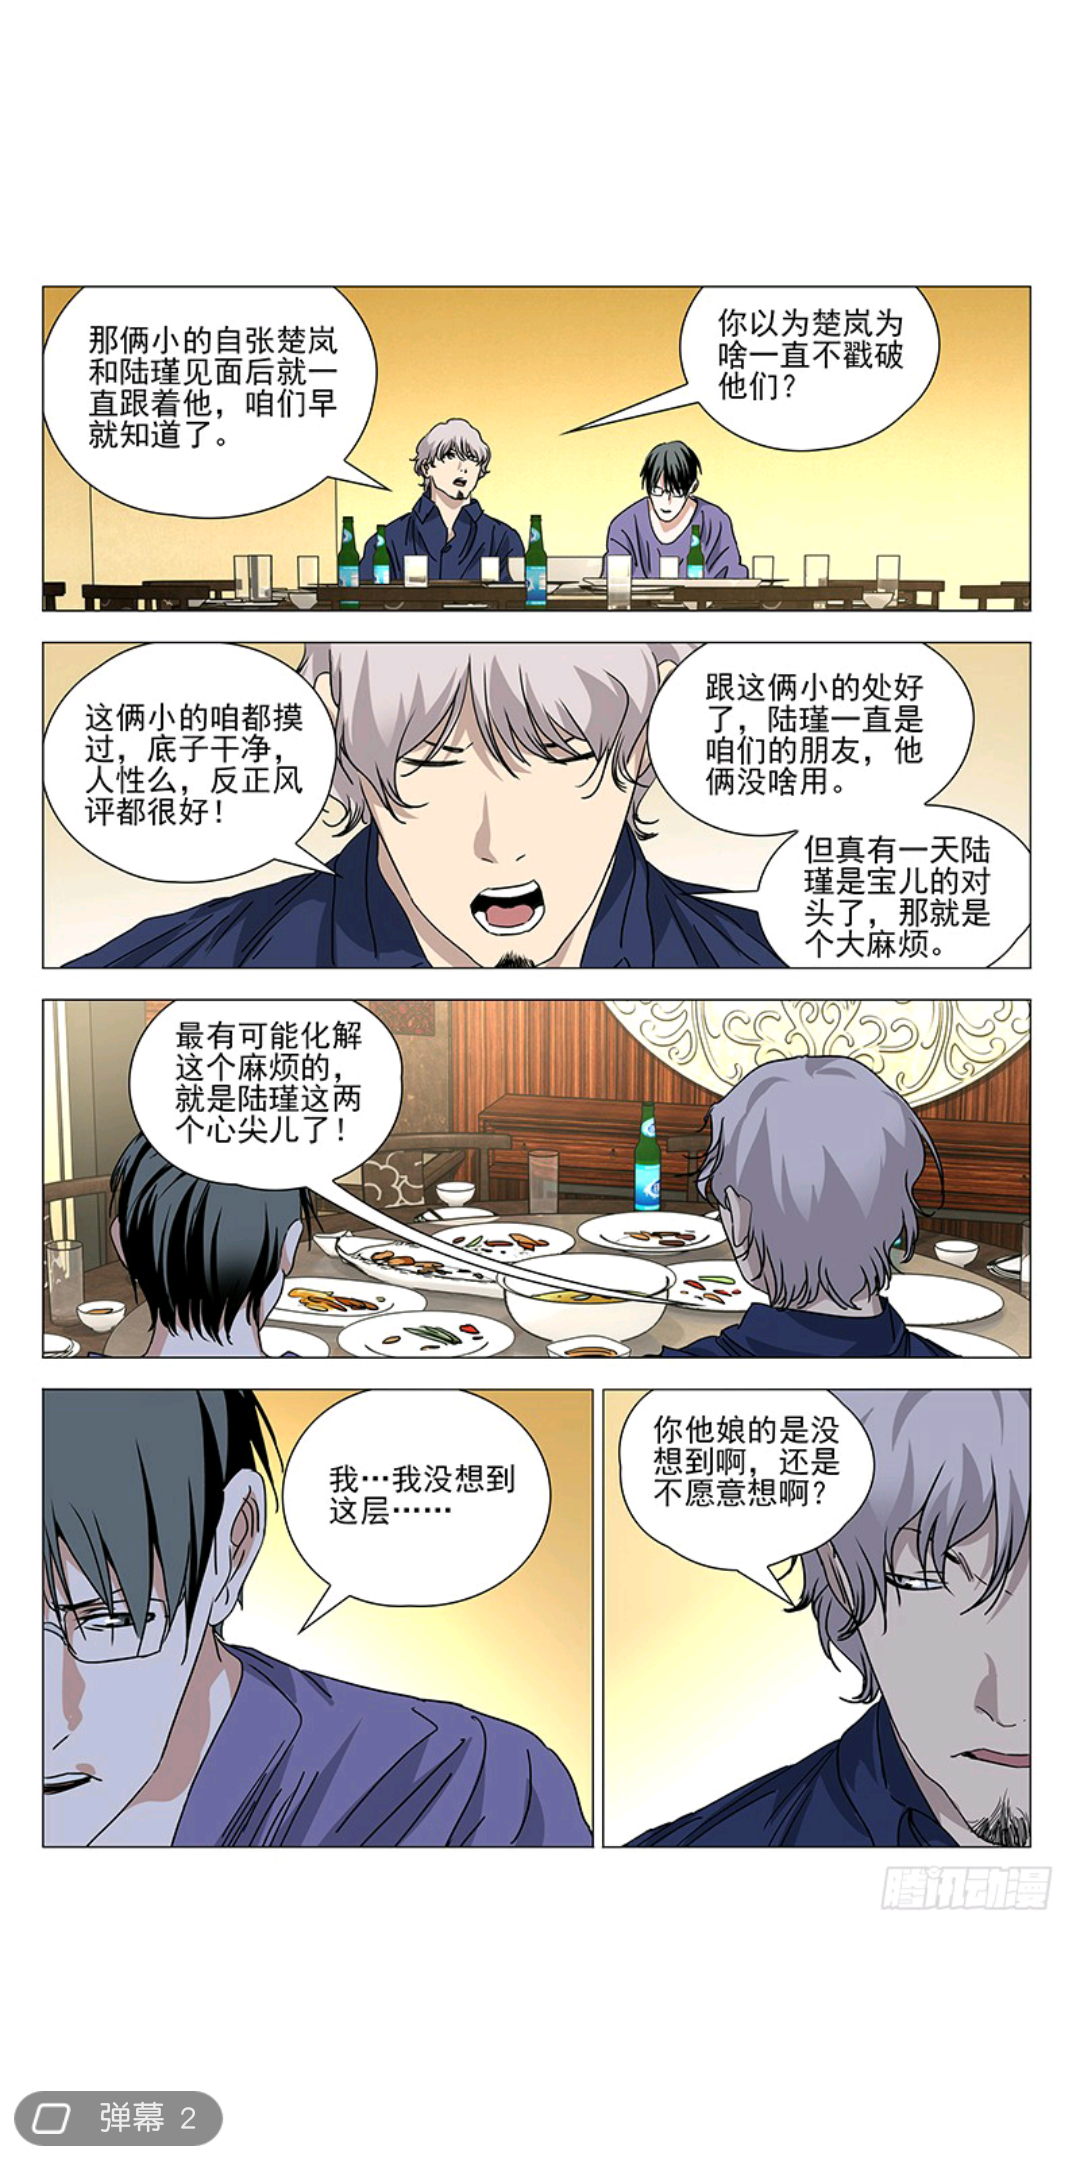 那俩小的自张楚岚
和陆瑾见面后就一
直跟着他，咱们早
就知道了。
你以为楚岚为
啥一直不戳破
他们？
这俩小的咱都摸
过，底子干净，
人性么，反正风
评都很好！
跟这俩小的处好
了，陆瑾一直是
咱们的朋友，他
俩没啥用。
但真有一天陆
瑾是宝儿的对
头了，那就是
个大麻烦。
最有可能化解
这个麻烦的，
就是陆瑾这两
个心尖儿了！
我…我没想到
这层……
你他娘的是没
想到啊，还是
不愿意想啊？
腾讯动漫
弹幕 2